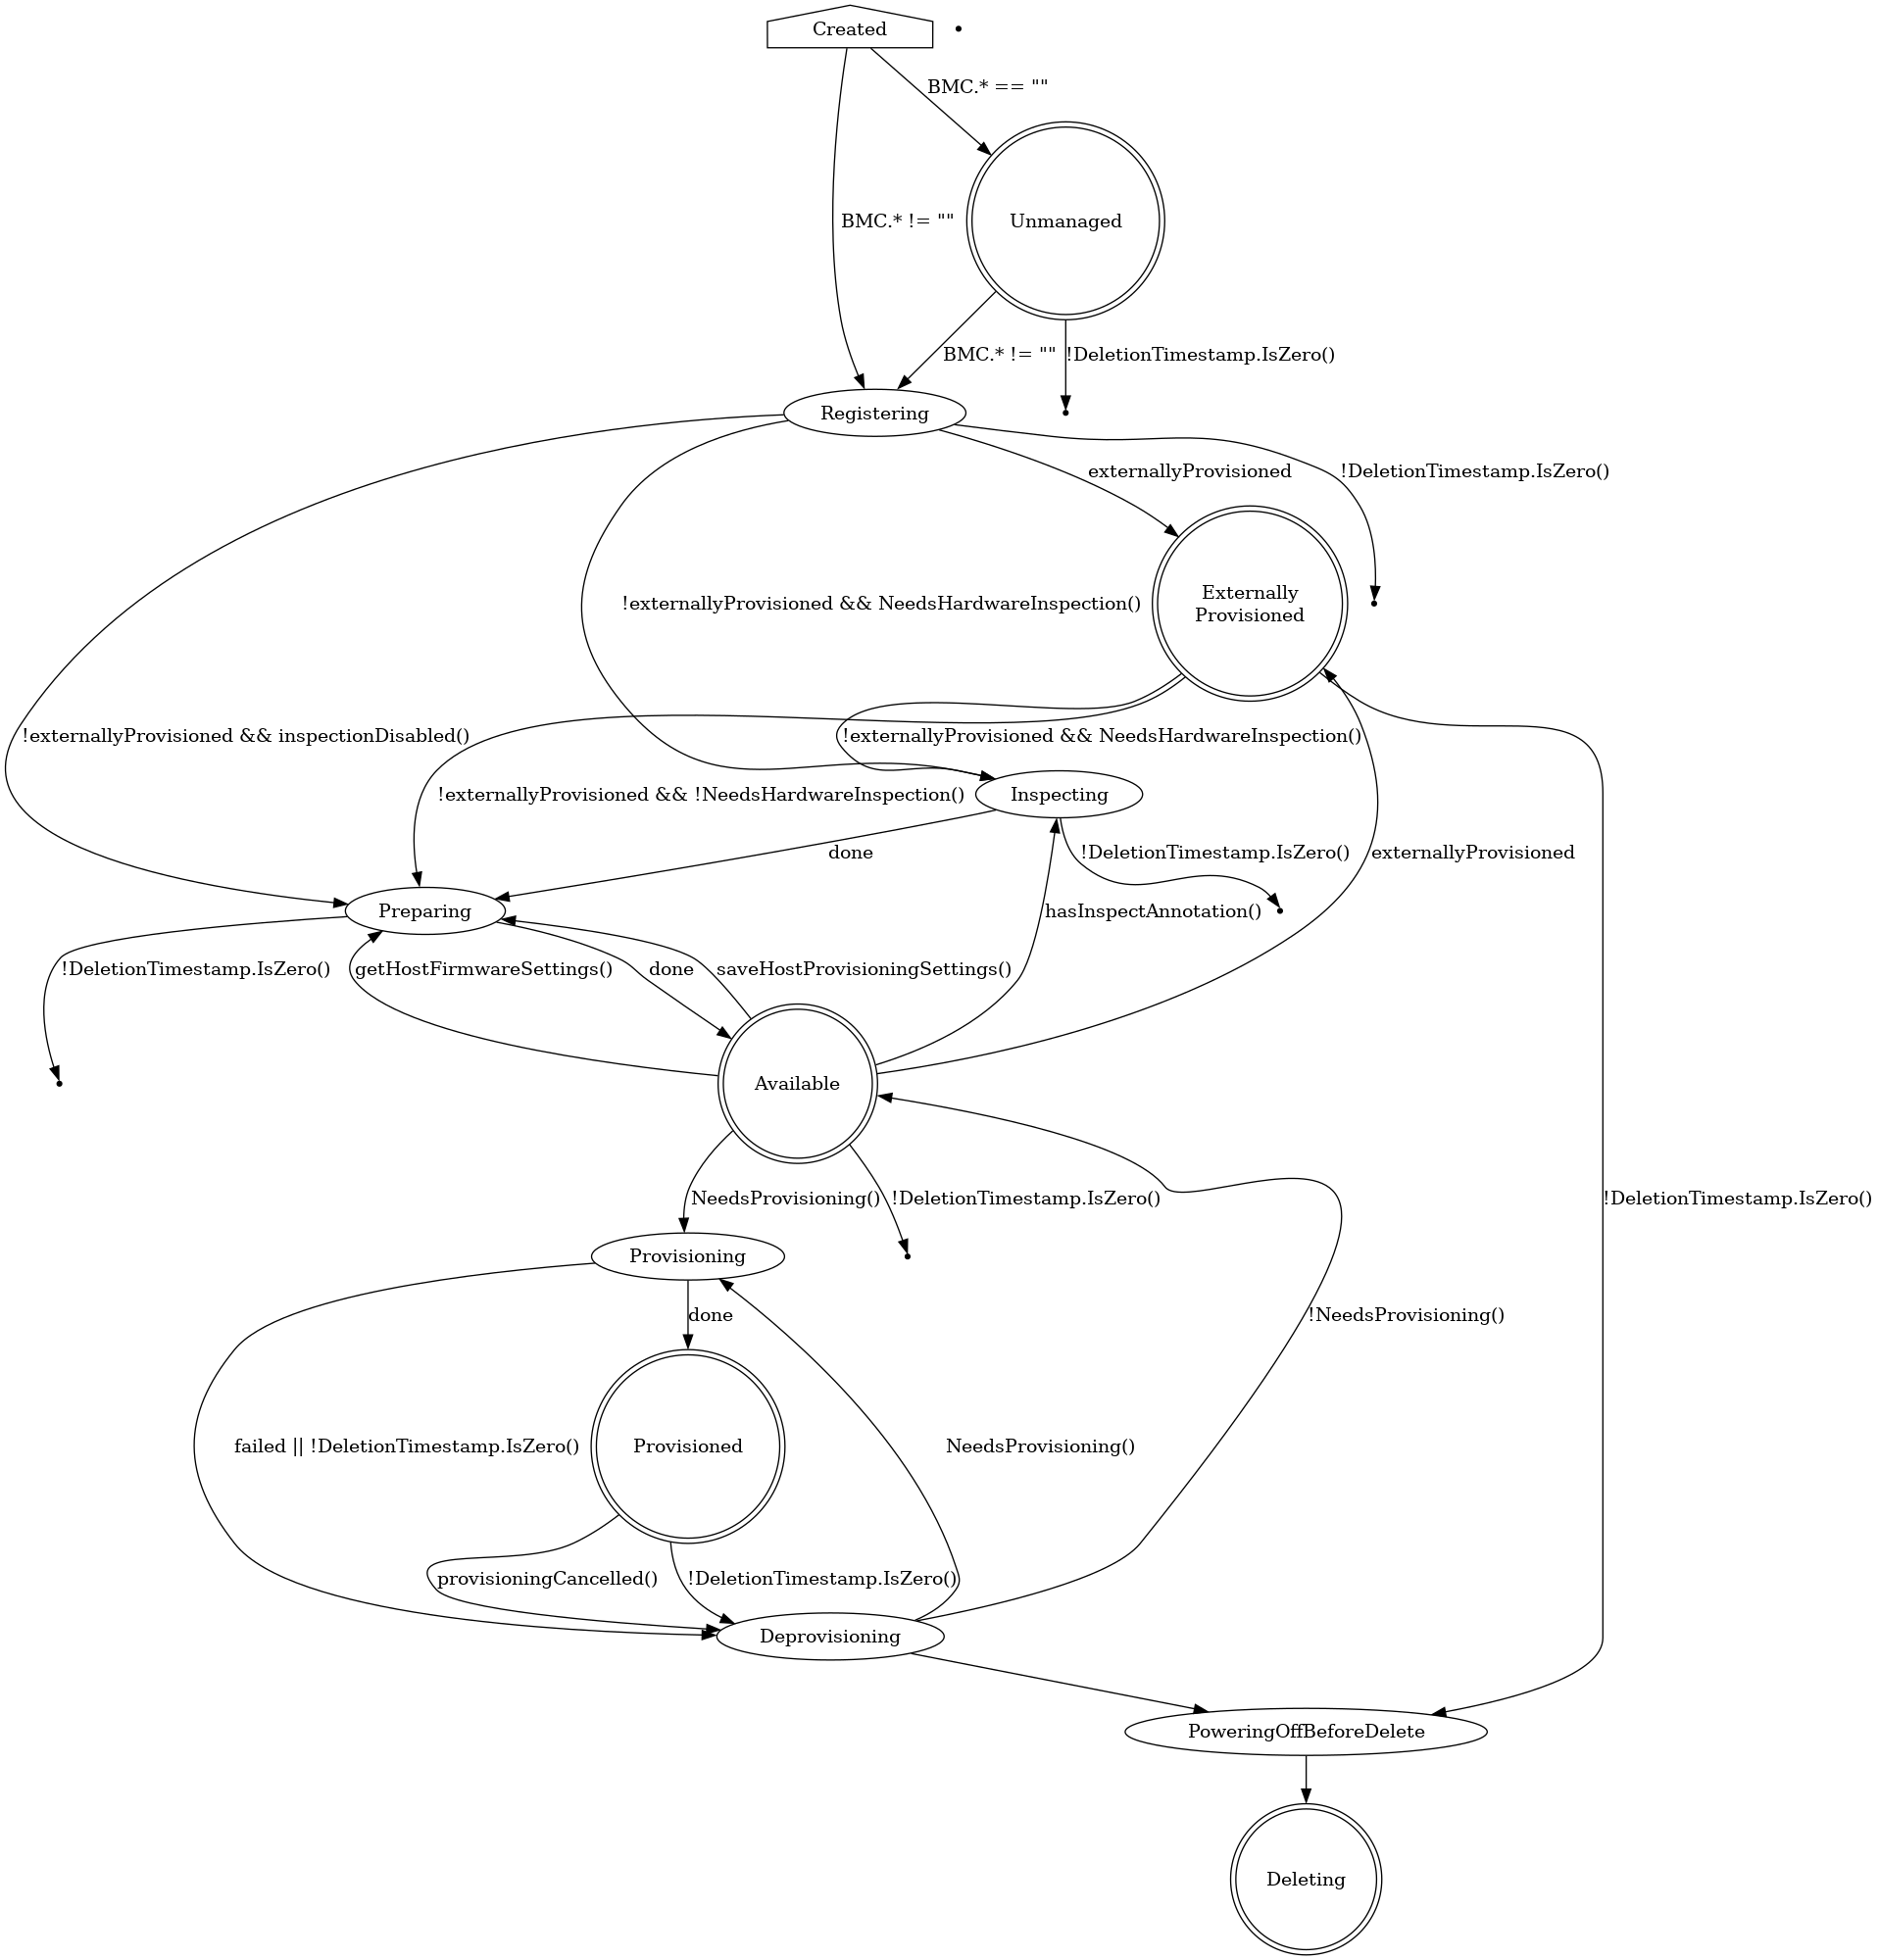 Created
BMC.* == ""
BMC.* != ""
Unmanaged
BMC.* != ""
!DeletionTimestamp.IsZero()
Registering
externallyProvisioned
!DeletionTimestamp.IsZero()
!externallyProvisioned && NeedsHardwareInspection()
Externally
Provisioned
!externallyProvisioned && inspectionDisabled()
!externallyProvisioned && NeedsHardwareInspection()
!externallyProvisioned && !NeedsHardwareInspection()
Inspecting
done
!DeletionTimestamp.IsZero()
externallyProvisioned
Preparing
hasInspectAnnotation()
!DeletionTimestamp.IsZero()
getHostFirmwareSettings()
done
saveHostProvisioningSettings()
Available
NeedsProvisioning()
!DeletionTimestamp.IsZero()
!DeletionTimestamp.IsZero()
Provisioning
done
!NeedsProvisioning()
failed || !DeletionTimestamp.IsZero()
Provisioned
NeedsProvisioning()
provisioningCancelled()
!DeletionTimestamp.IsZero()
Deprovisioning
PoweringOffBeforeDelete
Deleting